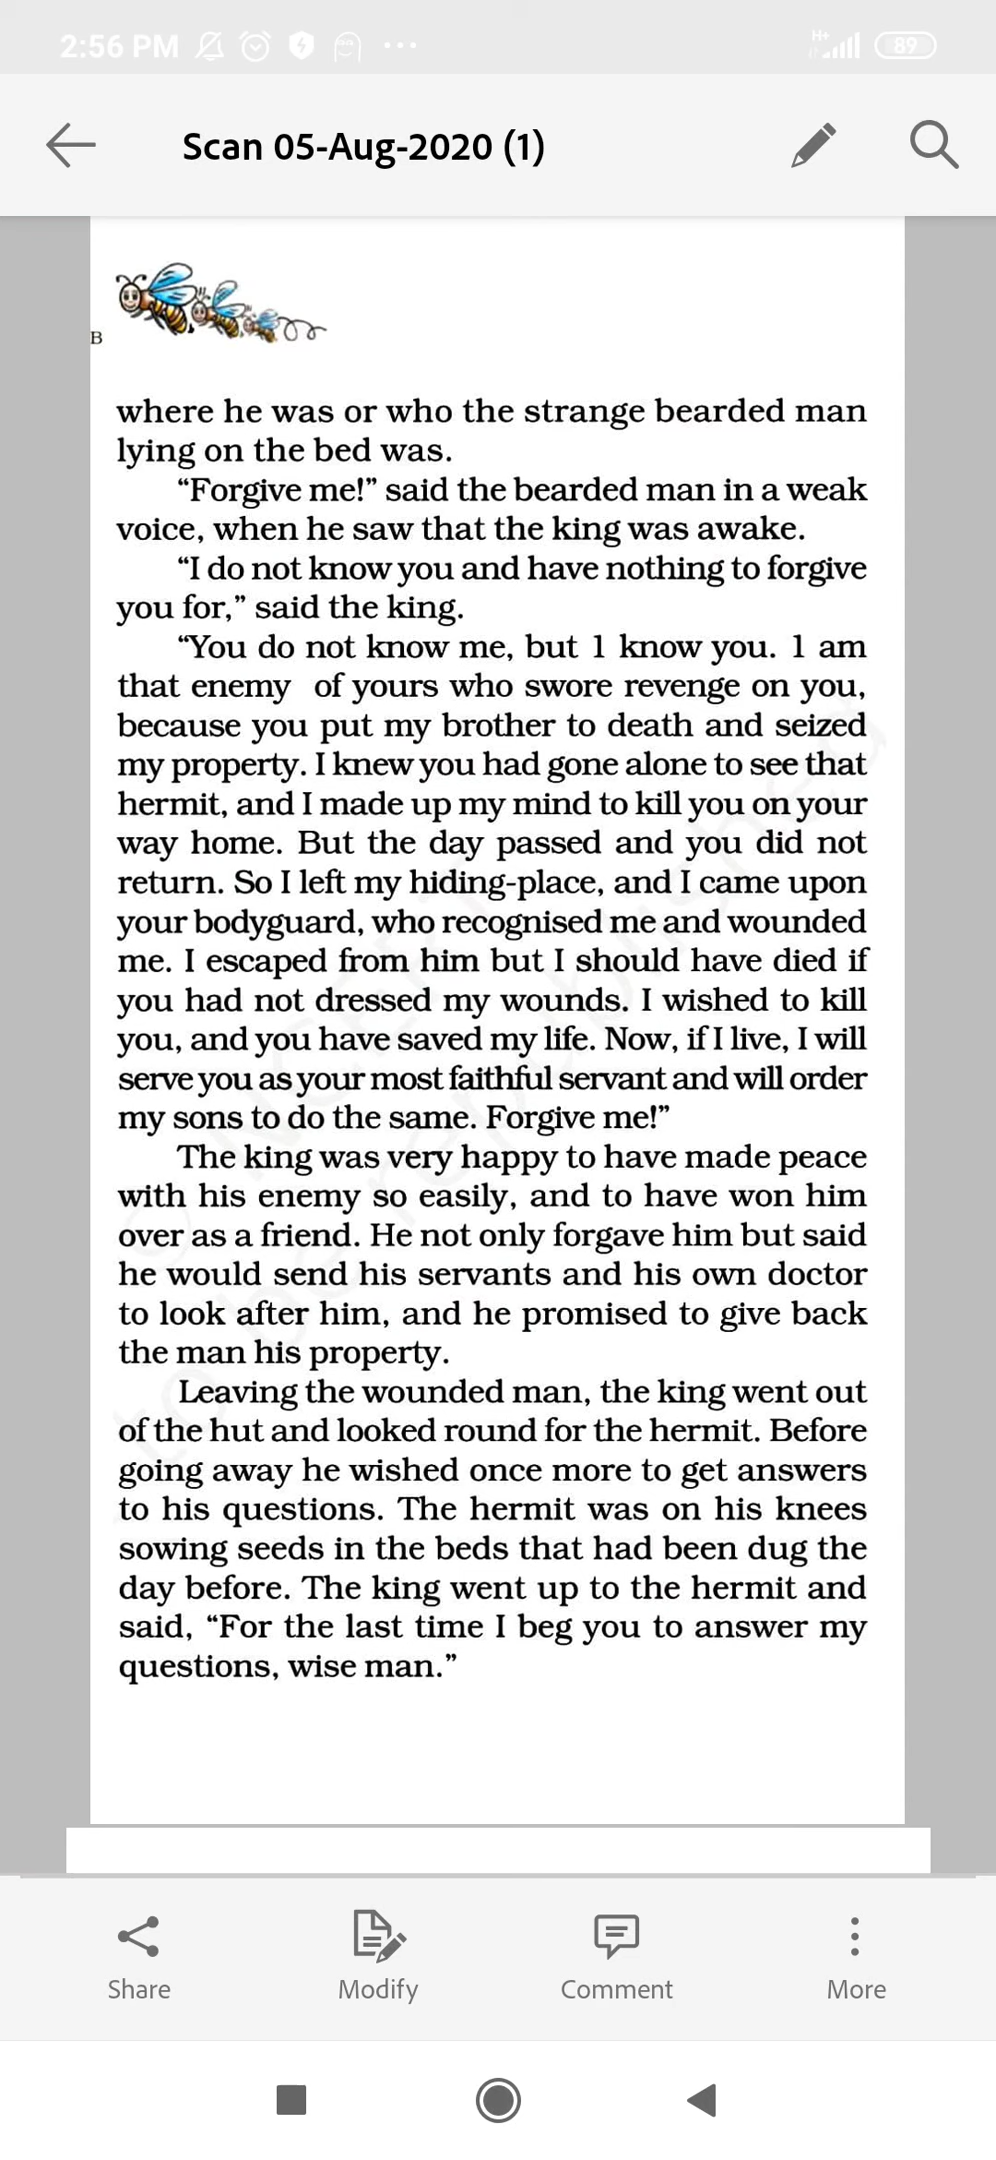 2:56 PM
H+
89
Scan 05-Aug-2020 (1)
B
where he was or who the strange bearded man
lying on the bed was.
“Forgive me!” said the bearded man in a weak
voice, when he saw that the king was awake.
“I do not know you and have nothing to forgive
you for,” said the king.
“You do not know me, but 1 know you. 1 am
that enemy of yours who swore revenge on you,
because you put my brother to death and seized
my property. I knew you had gone alone to see that
hermit, and I made up my mind to kill you on your
way home. But the day passed and you did not
return. So I left my hiding-place, and I came upon
your bodyguard, who recognised me and wounded
me. I escaped from him but I should have died if
you had not dressed my wounds. I wished to kill
you, and you have saved my life. Now, if I live, I will
serve you as your most faithful servant and will order
my sons to do the same. Forgive me!”
The king was very happy to have made peace
with his enemy so easily, and to have won him
over as a friend. He not only forgave him but said
he would send his servants and his own doctor
to look after him, and he promised to give back
the man his property.
Leaving the wounded man, the king went out
of the hut and looked round for the hermit. Before
going away he wished once more to get answers
to his questions. The hermit was on his knees
sowing seeds in the beds that had been dug the
day before. The king went up to the hermit and
said, “For the last time I beg you to answer my
questions, wise man.”
© NCERT
to be republished
Share
Modify
Comment
More